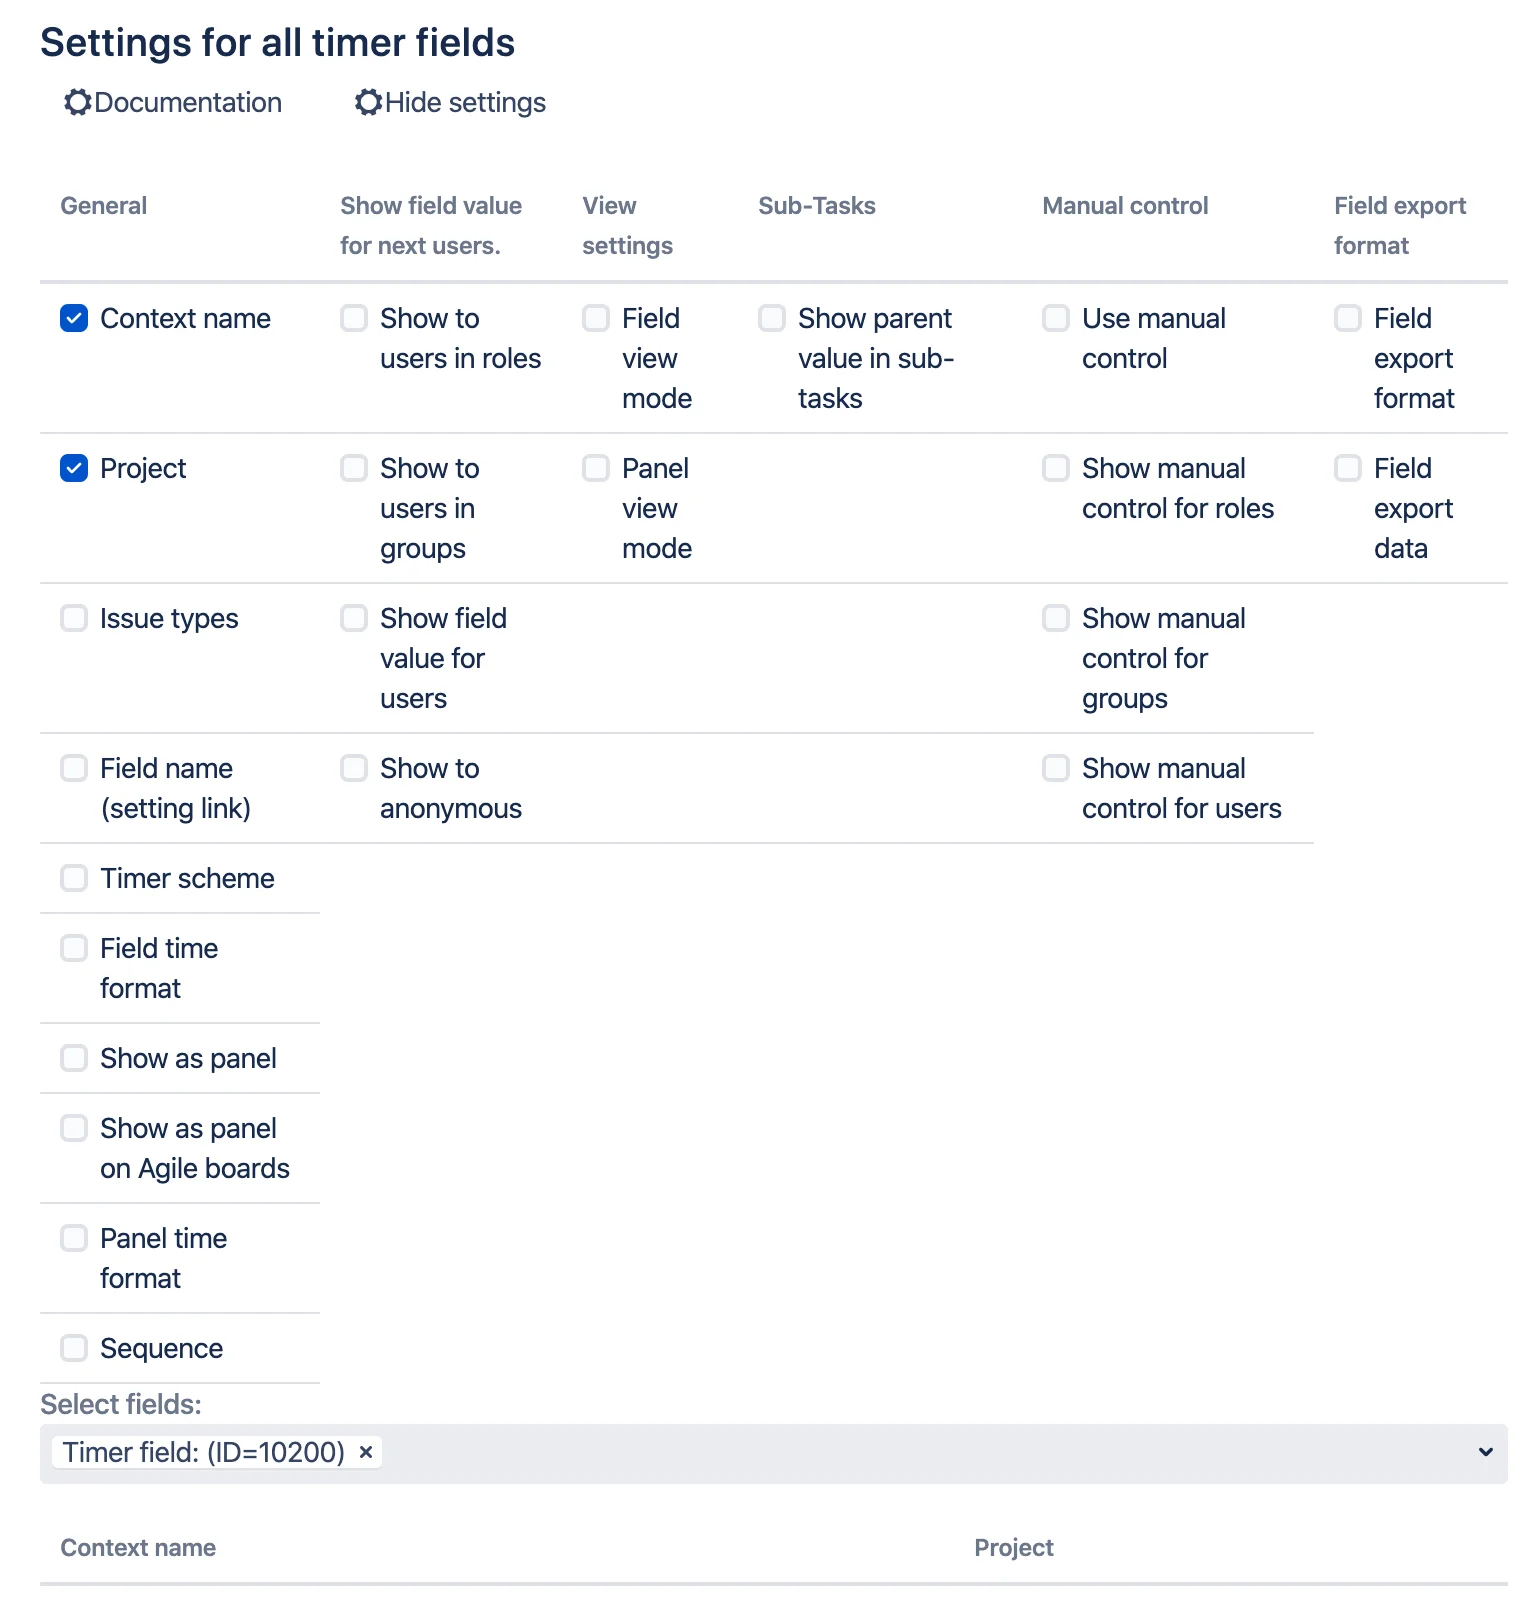 Settings for all timer fields
Documentation Hide settings
General Show field value View Sub-Tasks Manual control Field export
for next users. settings format
Context name Show to Field Show parent Use manual Field
users in roles view value in sub- control export
mode tasks format
Project Show to Panel Show manual Field
users in view control for roles export
groups mode data
Issue types Show field Show manual
value for control for
users groups
Field name Show to Show manual
(setting link) anonymous control for users
Timer scheme
Field time
format
Show as panel
Show as panel
on Agile boards
Panel time
format
Sequence
Select fields:
Timer field: (ID=10200) ×
Context name Project